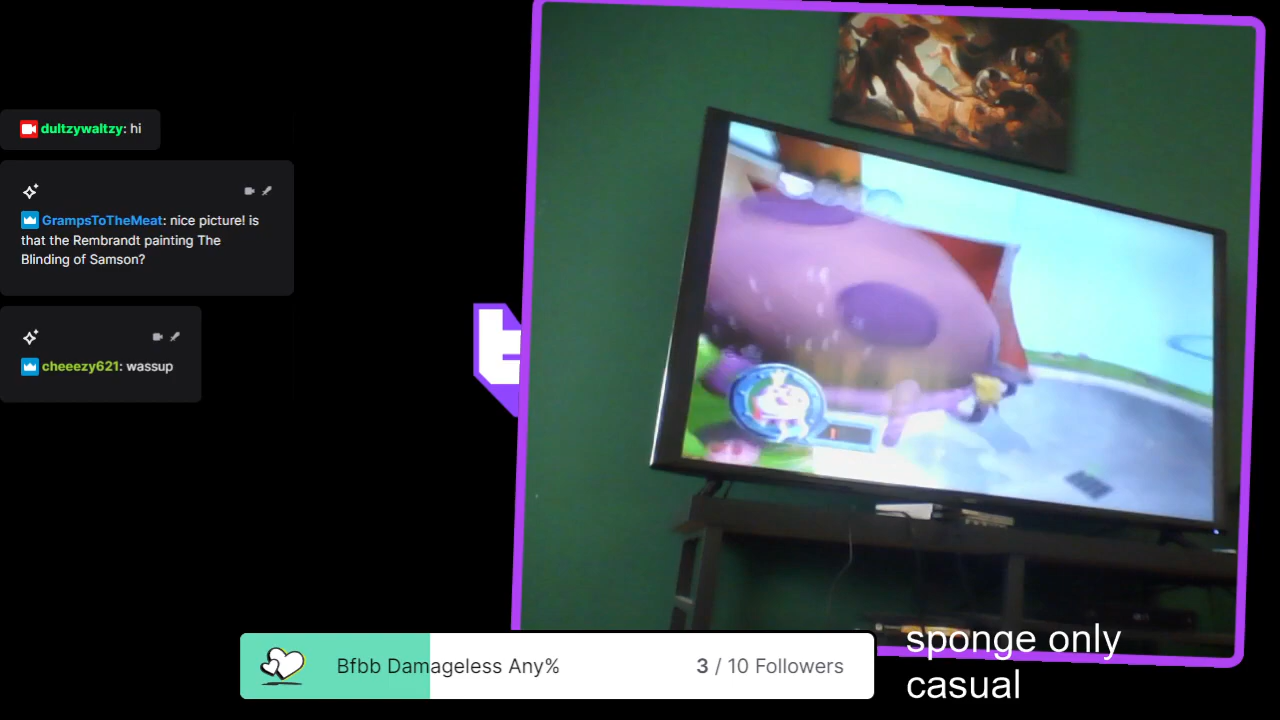 dultzywaltzy: hi
GrampsToTheMeat: nice picture! is
that the Rembrandt painting The
Blinding of Samson?
cheeezy621: wassup
Bfbb Damageless Any%
3 / 10 Followers
sponge only
casual